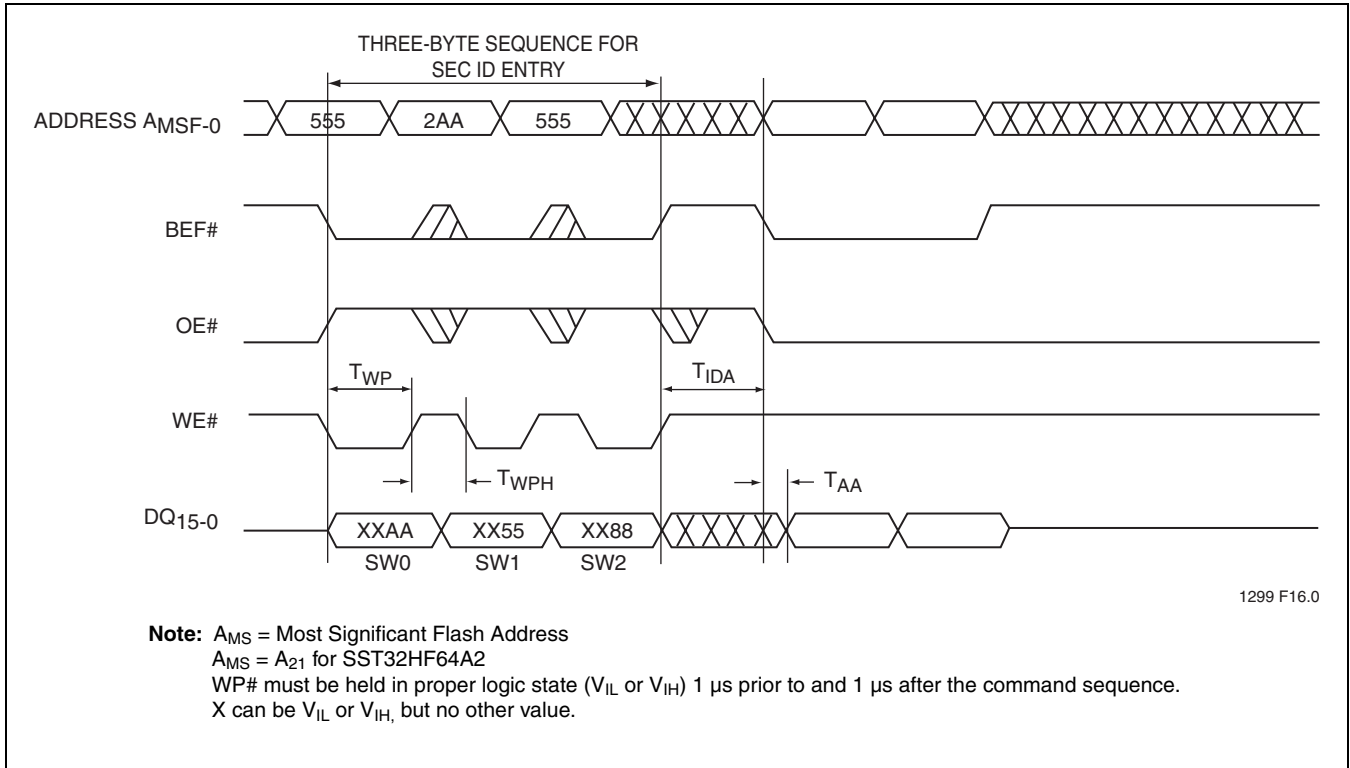 THREE-BYTE SEQUENCE FOR
SEC ID ENTRY
ADDRESS AMSF-0
555
2AA
555
BEF#
OE#
TWP
TIDA
WE#
TWPH
TAA
DQ15-0
XXAA
XX55
XX88
SW0
SW1
SW2
1299 F16.0
Note: AMS = Most Significant Flash Address
AMS = A21 for SST32HF64A2
WP# must be held in proper logic state (VIL or VIH) 1 µs prior to and 1 µs after the command sequence.
X can be VIL or VIH, but no other value.